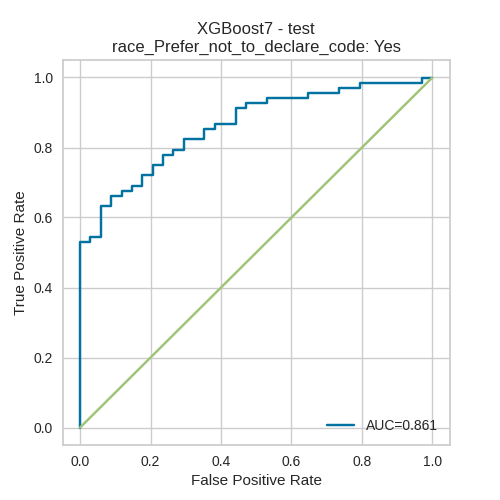 XGBoost7 - test
race_Prefer_not_to_declare_code: Yes
1.0
0.8
0.6
0.4
0.2
0.0
True Positive Rate
AUC=0.861
0.0 0.2 0.4 0.6 0.8 1.0
False Positive Rate